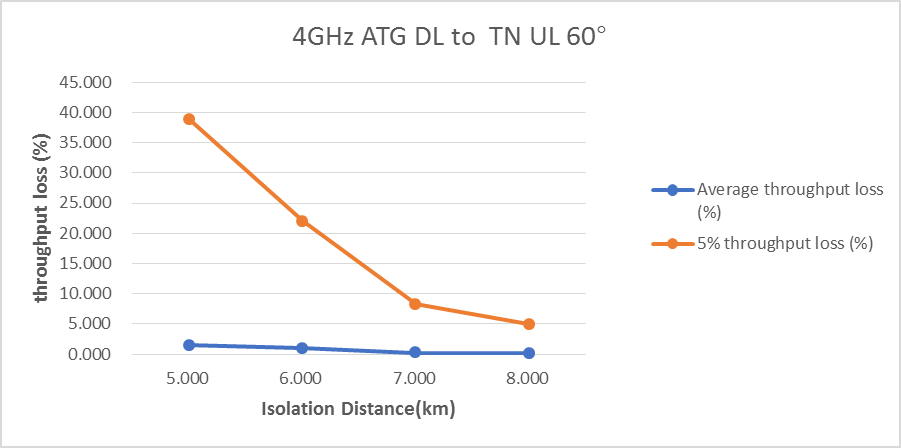 4GHz ATG DL to  TN UL 60°
throughput loss (%)
45.000
40.000
35.000
30.000
25.000
20.000
15.000
10.000
5.000
0.000
5.000 6.000 7.000 8.000
Isolation Distance(km)
Average throughput loss
(%)
5% throughput loss (%)